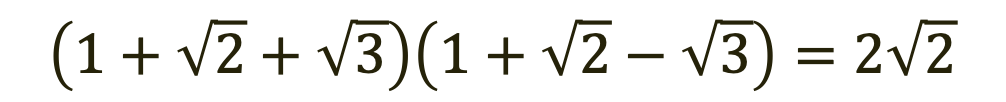 (1 + √2 + √3)(1 + √2 − √3) = 2√2